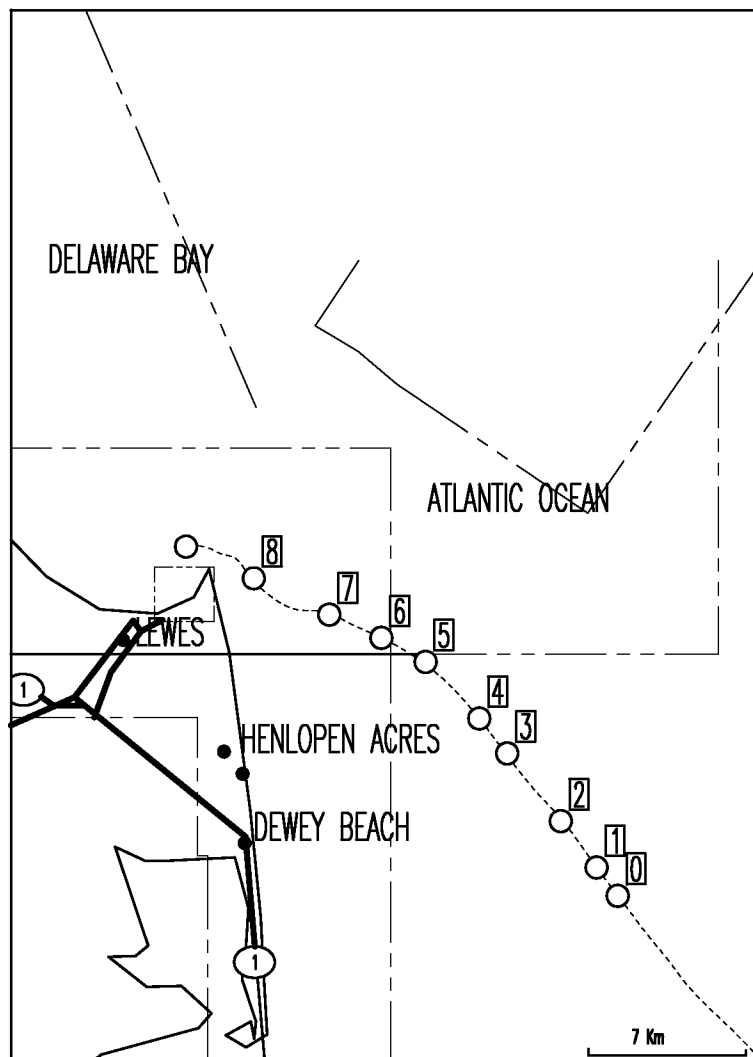 DELAWARE BAY
ATLANTIC OCEAN
8
7
6
5
LEWES
1
4
HENLOPEN ACRES
3
DEWEY BEACH
2
1
0
1
7 Km